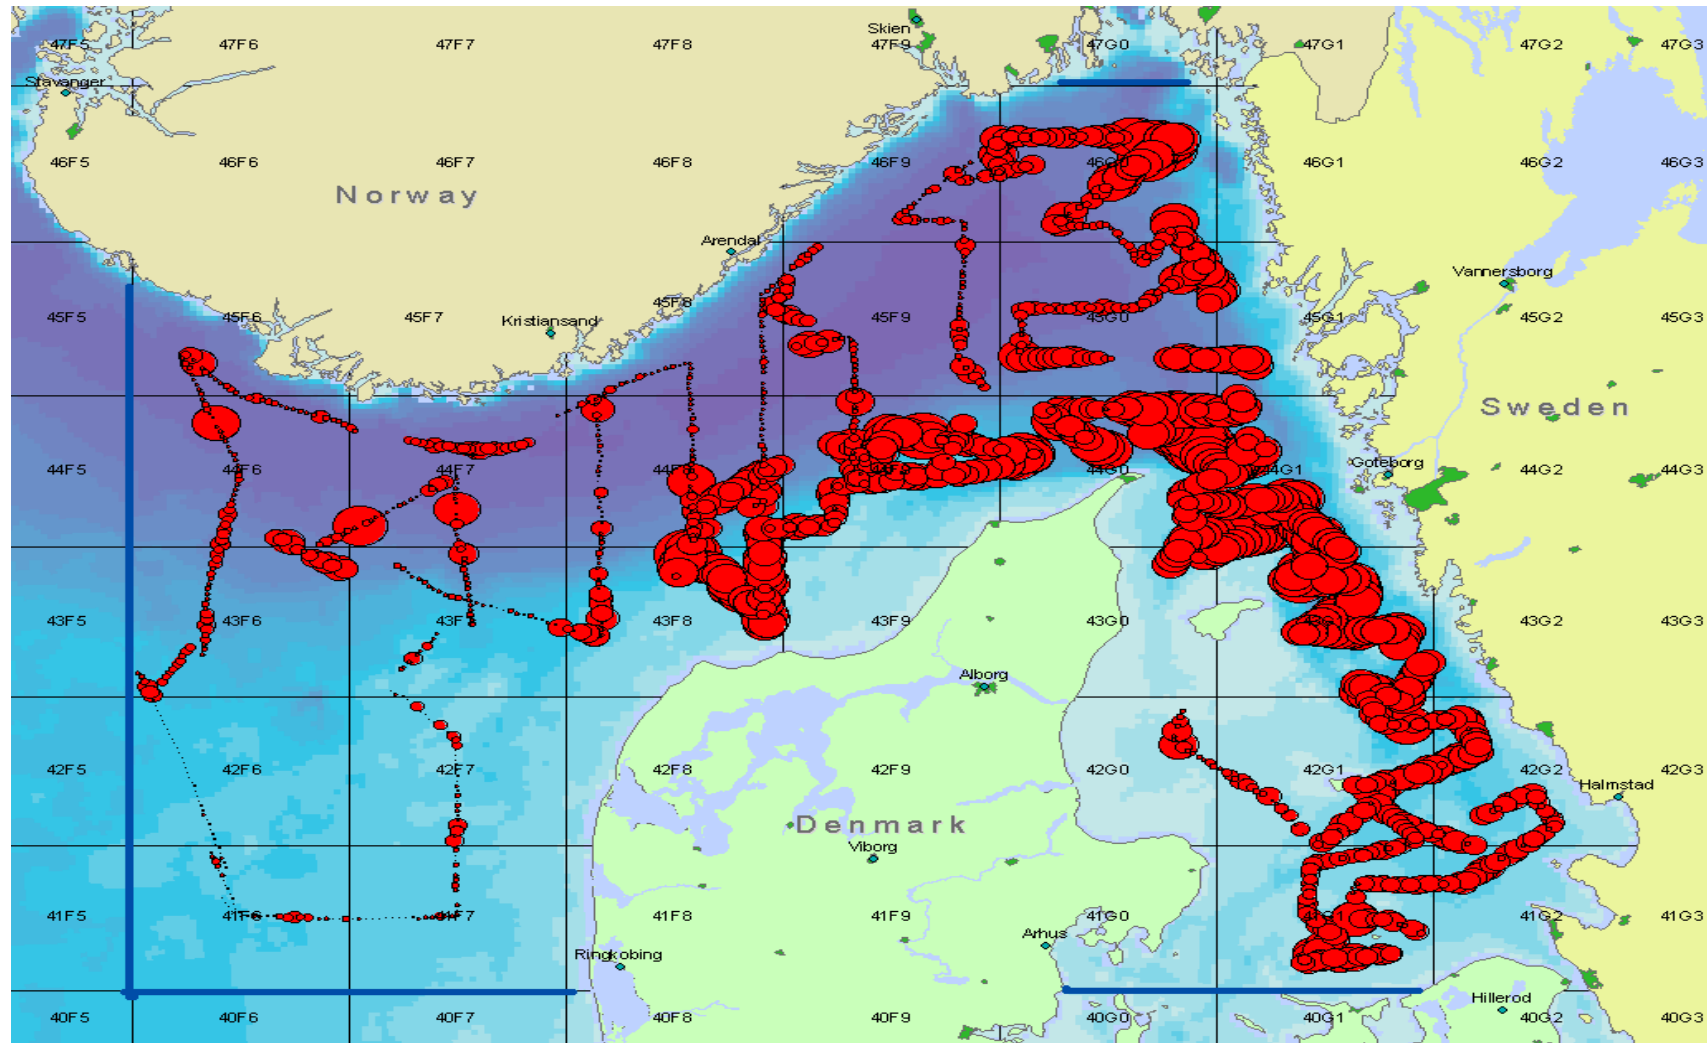 Skien
47F5 47F6 47F7 47F8 47F9 47G0 47G1 47G2 47G3
Stavanger
46F5 46F6 46F7 46F8 46F9 46G0 46G1 46G2 46G3
Norway
Arendal
Vannersborg
45F8
45F5 45F6 45F7 45F9 45G0 45G1 45G2 45G3
Kristiansand
Sweden
Goteborg
44F5 44F6 44F7 44F8 44F9 44G0 44G1 44G2 44G3
43F5 43F6 43F7 43F8 43F9 43G0 43G1 43G2 43G3
Alborg
42F5 42F6 42F7 42F8 42F9 42G0 42G1 42G2 42G3
Halmstad
Denmark
Viborg
41F5 41F6 41F7 41F8 41F9 41G0 41G1 41G2 41G3
Arhus
Ringkobing
Hillerod
40F5 40F6 40F7 40F8 40F9 40G0 40G1 40G2 40G3